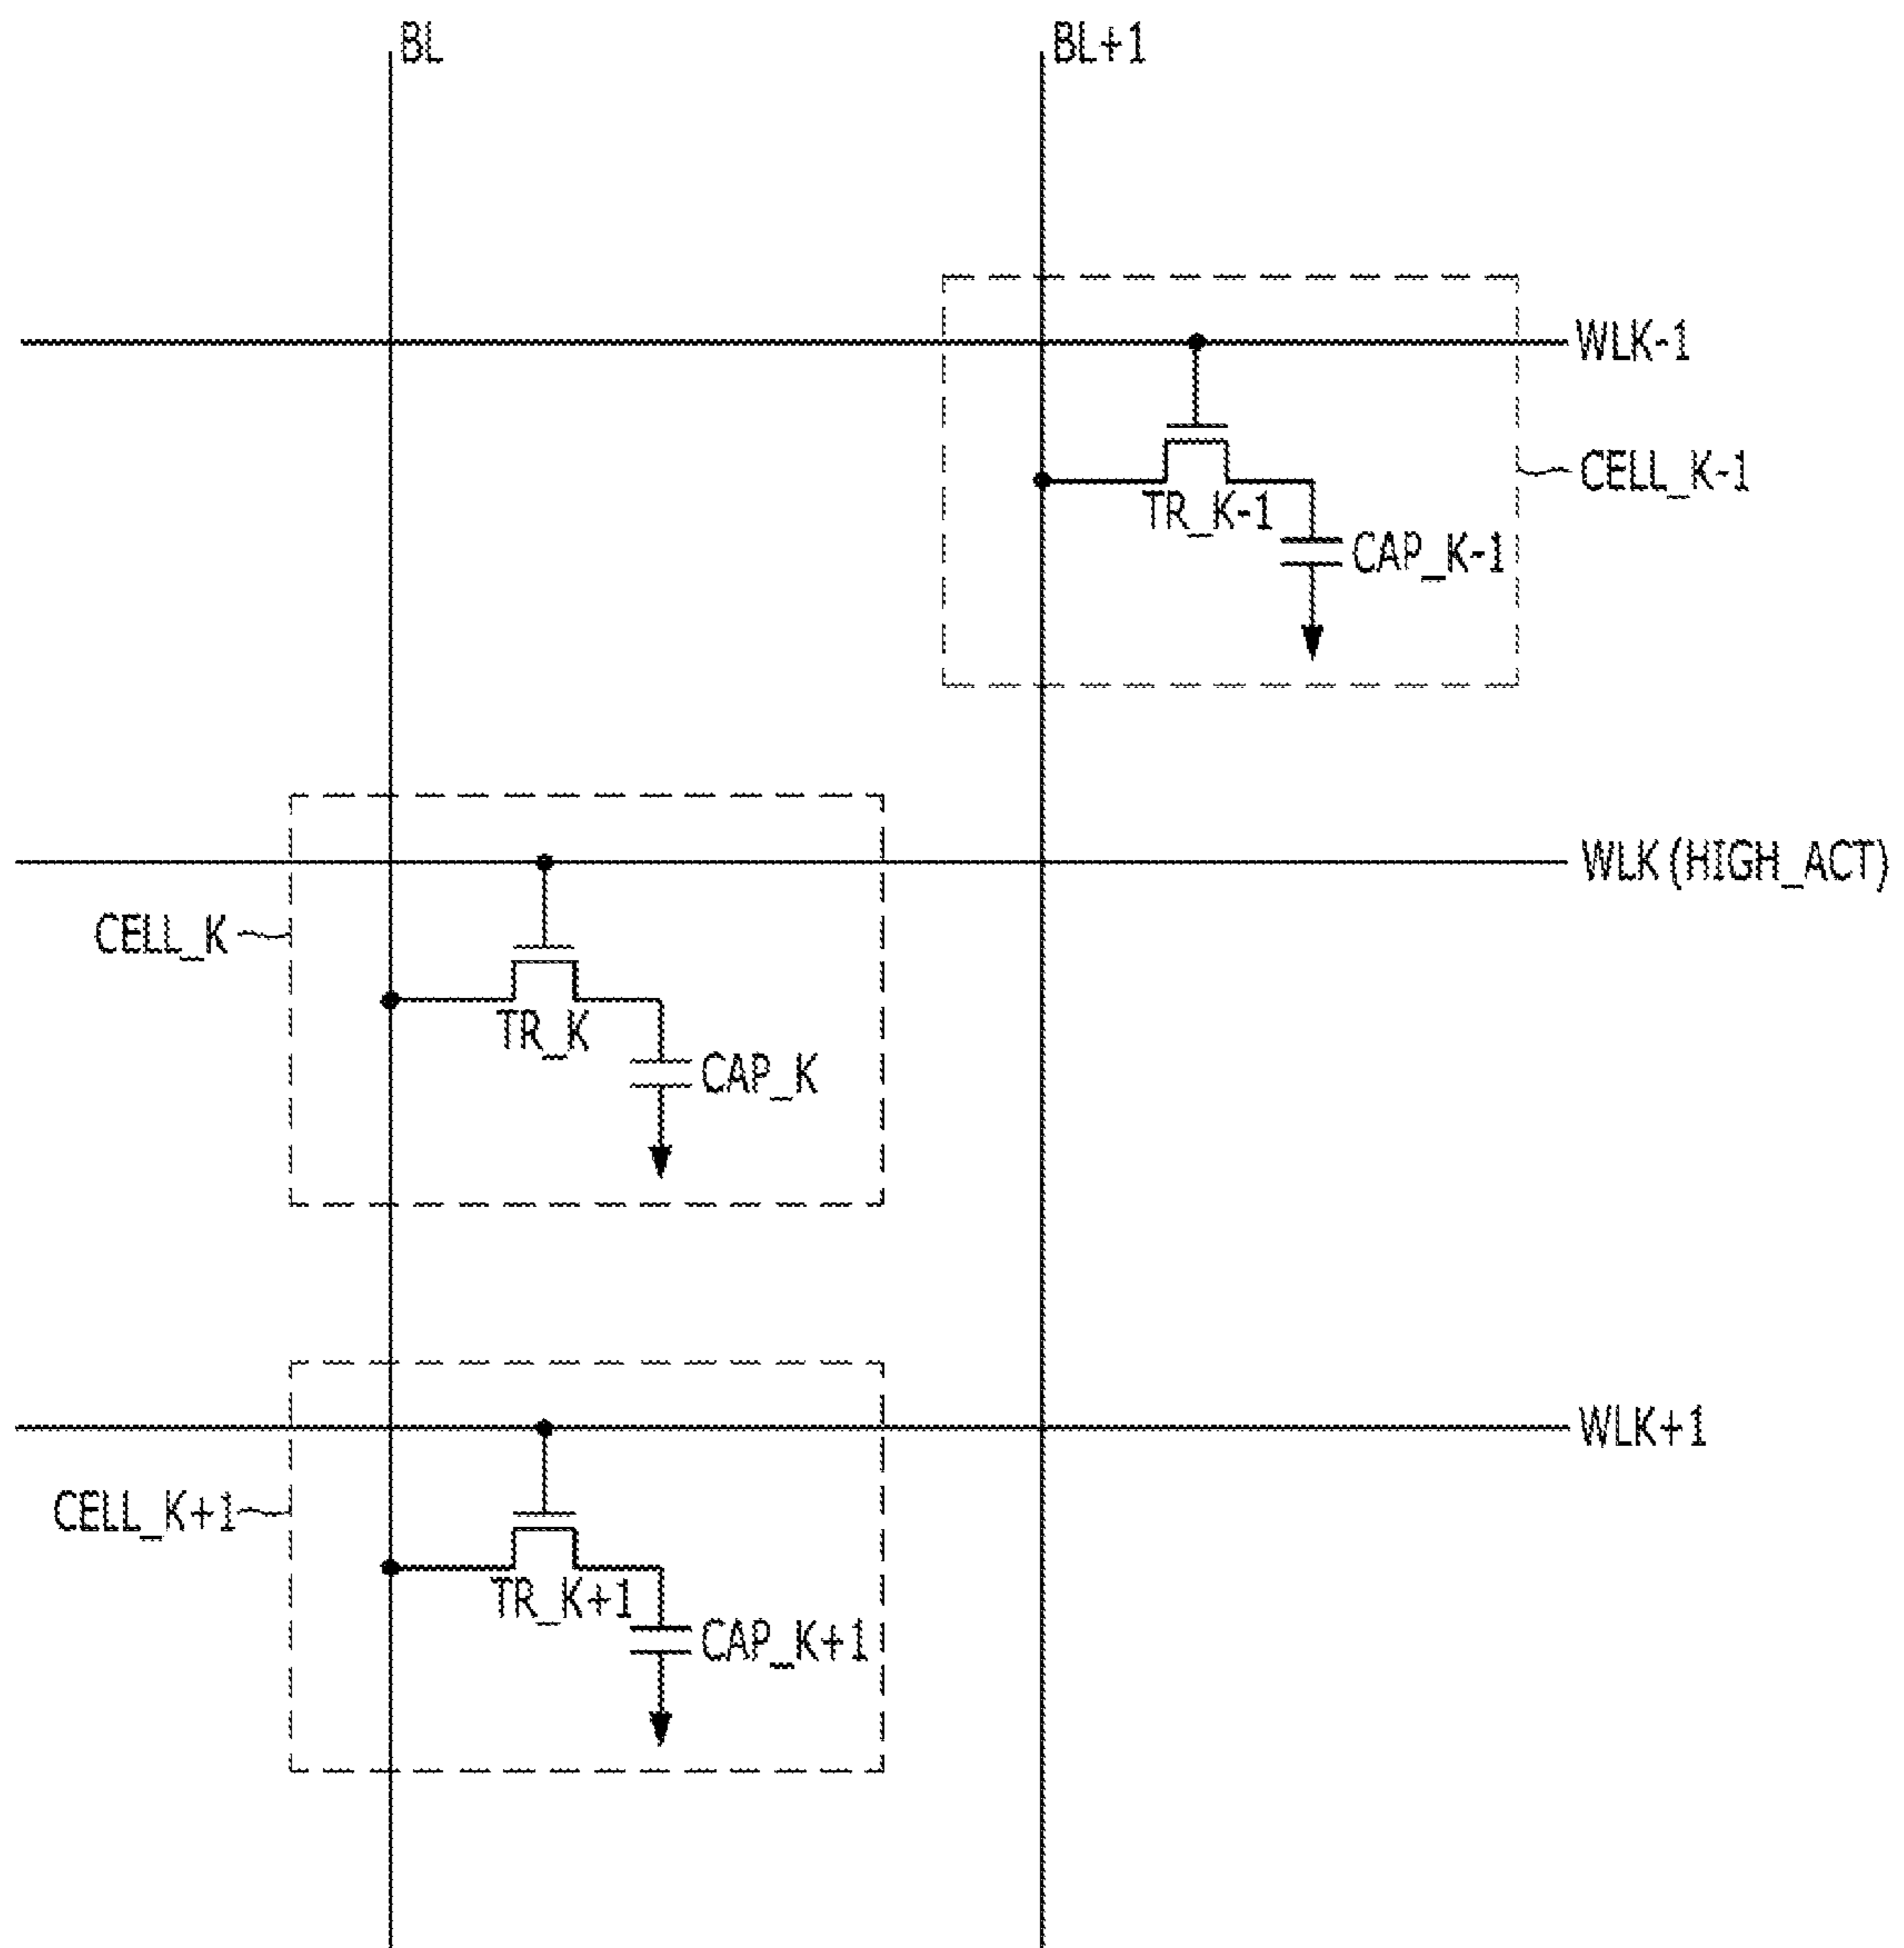 BL
BL+1
WLK-1
CELL_K-1
TR_K-1
CAP_K-1
WLK (HIGH_ACT)
CELL_K
TR_K
CAP_K
WLK+1
CELL_K+1
TR_K+1
CAP_K+1